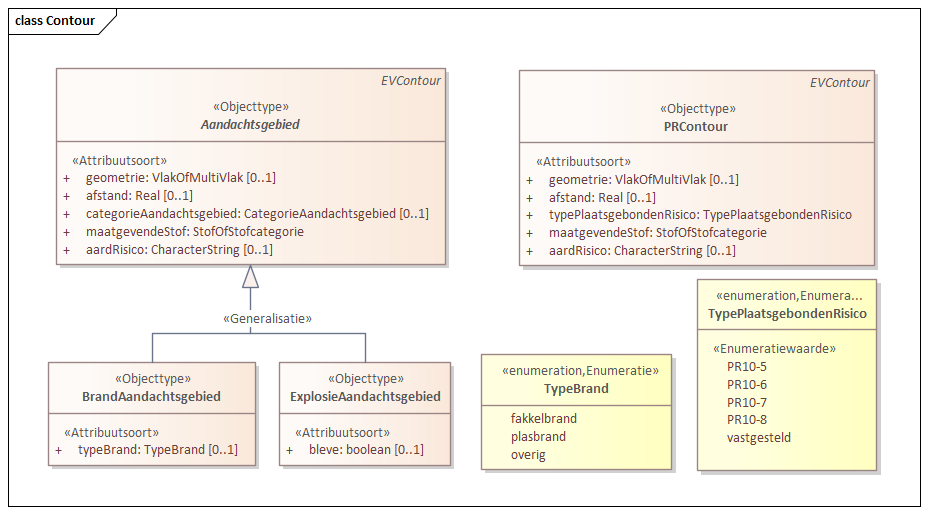 class Contour
EVContour
«Objecttype»
Aandachtsgebied
«Attribuutsoort»
+ geometrie: VlakOfMultiVlak [0..1]
+ afstand: Real [0..1]
+ categorieAandachtsgebied: CategorieAandachtsgebied [0..1]
+ maatgevendeStof: StofOfStofcategorie
+ aardRisico: CharacterString [0..1]
EVContour
«Objecttype»
PRContour
«Attribuutsoort»
+ geometrie: VlakOfMultiVlak [0..1]
+ afstand: Real [0..1]
+ typePlaatsgebondenRisico: TypePlaatsgebondenRisico
+ maatgevendeStof: StofOfStofcategorie
+ aardRisico: CharacterString [0..1]
«Generalisatie»
«Objecttype»
BrandAandachtsgebied
«Attribuutsoort»
+ typeBrand: TypeBrand [0..1]
«Objecttype»
ExplosieAandachtsgebied
«Attribuutsoort»
+ bleve: boolean [0..1]
«enumeration,Enumeratie»
TypeBrand
fakkelbrand
plasbrand
overig
«enumeration,Enumera...
TypePlaatsgebondenRisico
«Enumeratiewaarde»
PR10-5
PR10-6
PR10-7
PR10-8
vastgesteld